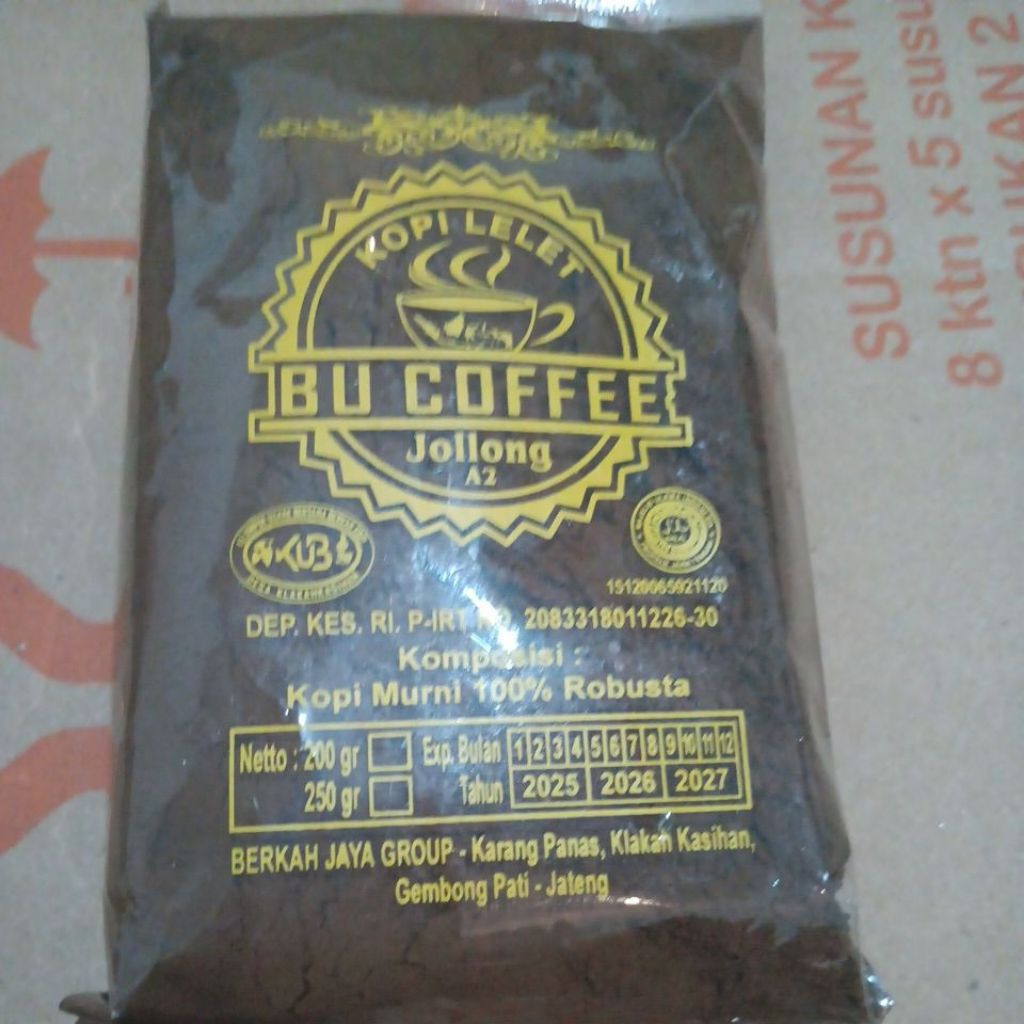 KOPI LELET
BU COFFEE
Jollong
A2
KUB
15120065921120
DEP. KES. RI. P-IRT NO. 2083318011226-30
Komposisi :
Kopi Murni 100% Robusta
Netto : 200 gr Exp. Bulan 1 2 3 4 5 6 7 8 9 10 11 12
250 gr Tahun 2025 2026 2027
BERKAH JAYA GROUP - Karang Panas, Klakah Kasihan,
Gembong Pati - Jateng
SUSUNAN K
8 ktn x 5 susu
IKAN 2